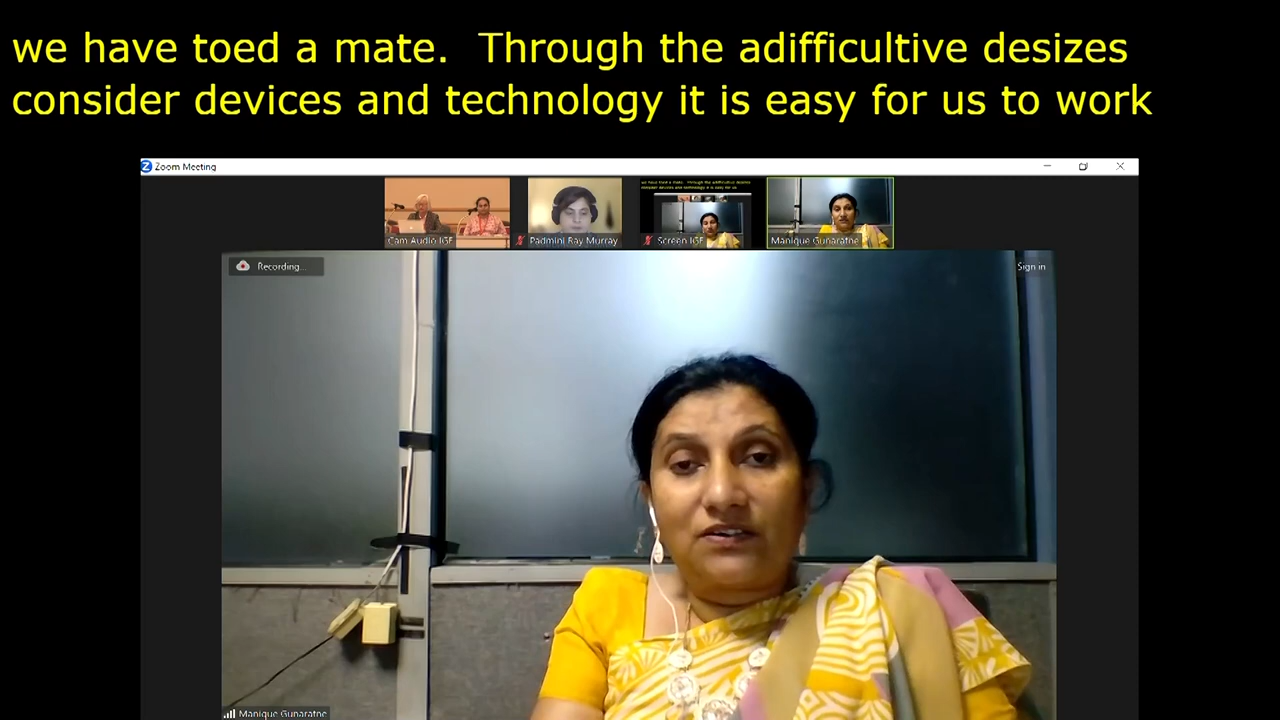 we have toed a mate.  Through the adifficultive desizes
consider devices and technology it is easy for us to work
Zoom Meeting
Cam Audio IGF
Padmini Ray Murray
Screen IGF
Manique Gunaratne
Recording...
Sign in
Manique Gunaratne